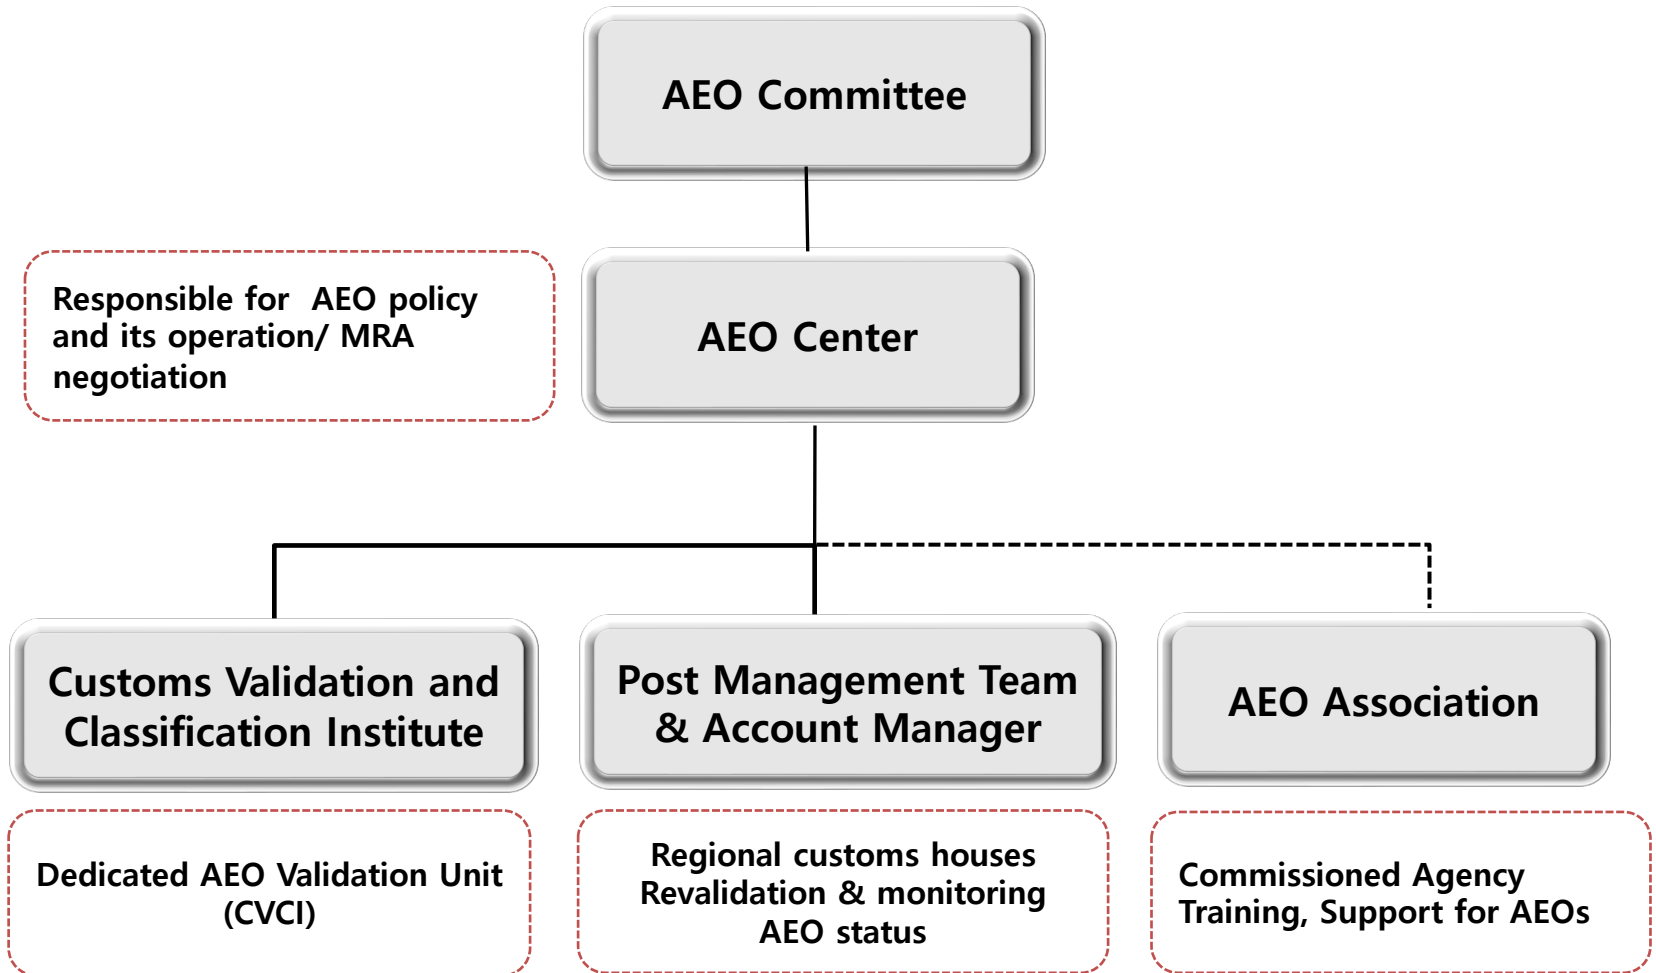 AEO Committee
Responsible for AEO policy
and its operation/ MRA
negotiation
AEO Center
Customs Validation and
Classification Institute
Post Management Team
& Account Manager
AEO Association
Dedicated AEO Validation Unit
(CVCI)
Regional customs houses
Revalidation & monitoring
AEO status
Commissioned Agency
Training, Support for AEOs